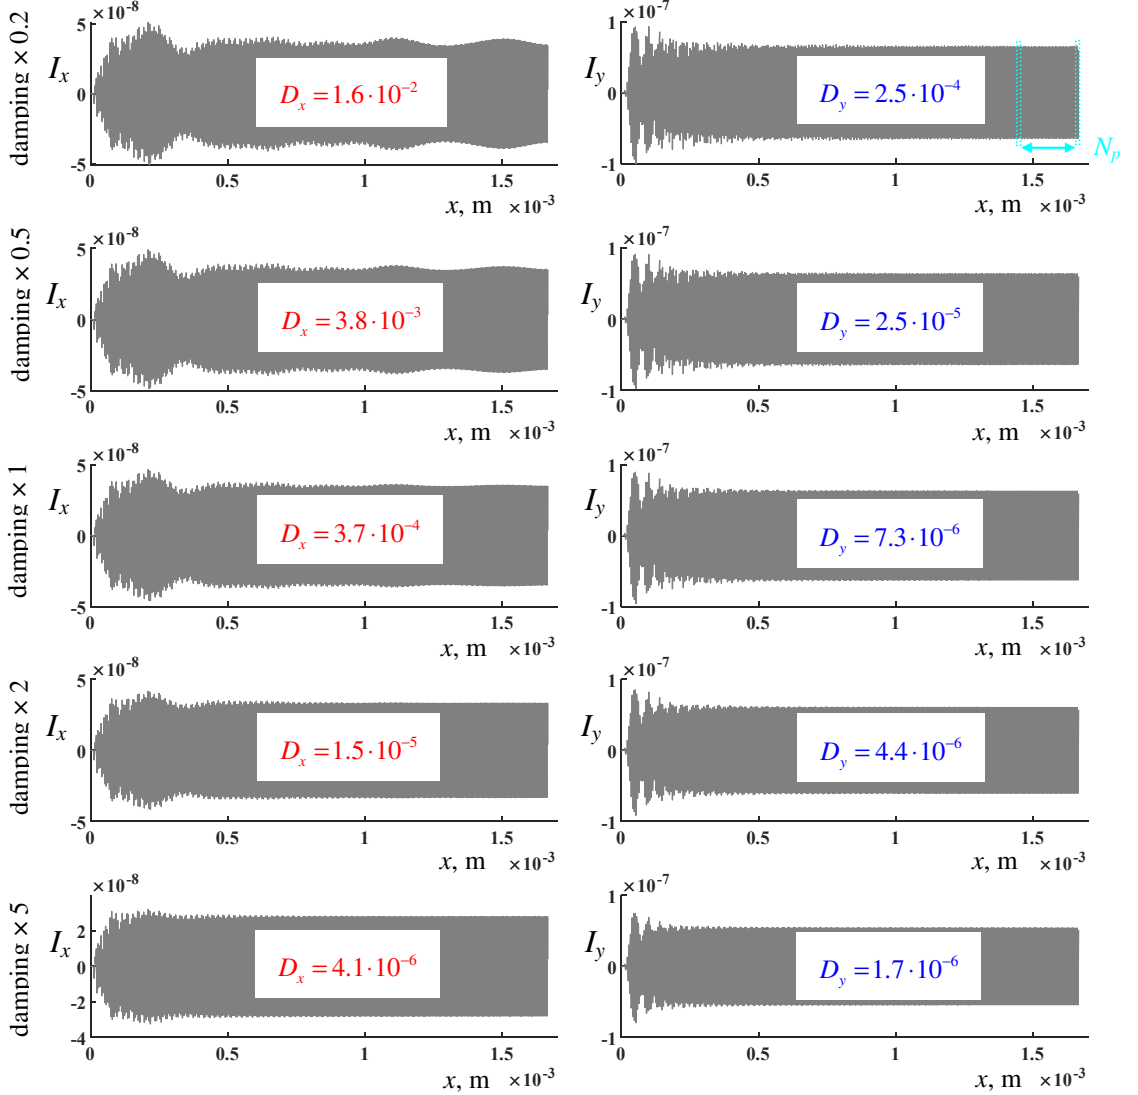 damping × 0.2
×10⁻⁸
5
Iₓ
0
-5
Dₓ = 1.6·10⁻²
0 0.5 1 1.5
x, m ×10⁻³
×10⁻⁷
1
I_y
0
-1
D_y = 2.5·10⁻⁴
N_p
0 0.5 1 1.5
x, m ×10⁻³
damping × 0.5
×10⁻⁸
5
Iₓ
0
-5
Dₓ = 3.8·10⁻³
0 0.5 1 1.5
x, m ×10⁻³
×10⁻⁷
1
I_y
0
-1
D_y = 2.5·10⁻⁵
0 0.5 1 1.5
x, m ×10⁻³
damping × 1
×10⁻⁸
5
Iₓ
0
-5
Dₓ = 3.7·10⁻⁴
0 0.5 1 1.5
x, m ×10⁻³
×10⁻⁷
1
I_y
0
-1
D_y = 7.3·10⁻⁶
0 0.5 1 1.5
x, m ×10⁻³
damping × 2
×10⁻⁸
5
Iₓ
0
-5
Dₓ = 1.5·10⁻⁵
0 0.5 1 1.5
x, m ×10⁻³
×10⁻⁷
1
I_y
0
-1
D_y = 4.4·10⁻⁶
0 0.5 1 1.5
x, m ×10⁻³
damping × 5
×10⁻⁸
2
Iₓ
0
-2
-4
Dₓ = 4.1·10⁻⁶
0 0.5 1 1.5
x, m ×10⁻³
×10⁻⁷
1
I_y
0
-1
D_y = 1.7·10⁻⁶
0 0.5 1 1.5
x, m ×10⁻³